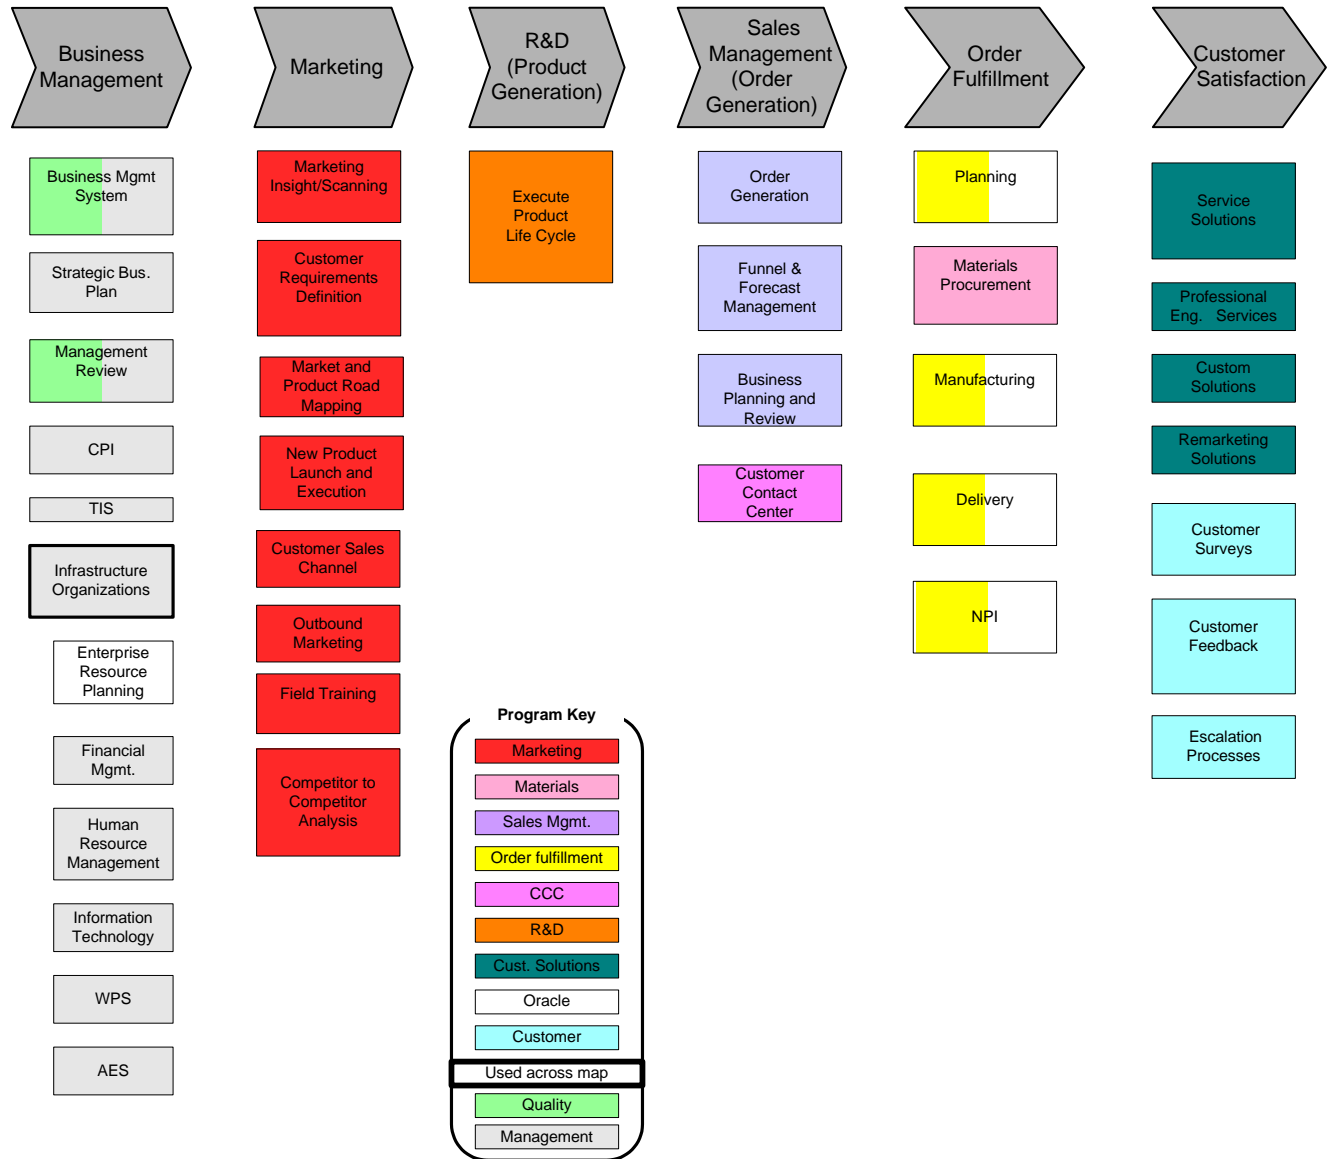 Business
Management
Marketing
R&D
(Product
Generation)
Sales
Management
(Order
Generation)
Order
Fulfillment
Customer
Satisfaction
Business Mgmt
System
Strategic Bus.
Plan
Management
Review
CPI
TIS
Infrastructure
Organizations
Enterprise
Resource
Planning
Financial
Mgmt.
Human
Resource
Management
Information
Technology
WPS
AES
Marketing
Insight/Scanning
Customer
Requirements
Definition
Market and
Product Road
Mapping
New Product
Launch and
Execution
Customer Sales
Channel
Outbound
Marketing
Field Training
Competitor to
Competitor
Analysis
Execute
Product
Life Cycle
Program Key
Marketing
Materials
Sales Mgmt.
Order fulfillment
CCC
R&D
Cust. Solutions
Oracle
Customer
Used across map
Quality
Management
Order
Generation
Funnel &
Forecast
Management
Business
Planning and
Review
Customer
Contact
Center
Planning
Materials
Procurement
Manufacturing
Delivery
NPI
Service
Solutions
Professional
Eng. Services
Custom
Solutions
Remarketing
Solutions
Customer
Surveys
Customer
Feedback
Escalation
Processes